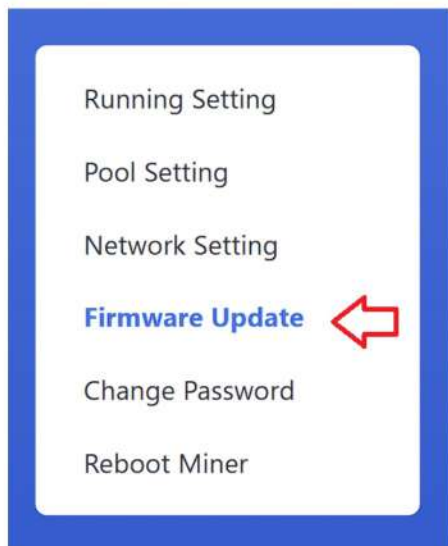 Running Setting
Pool Setting
Network Setting
Firmware Update
Change Password
Reboot Miner